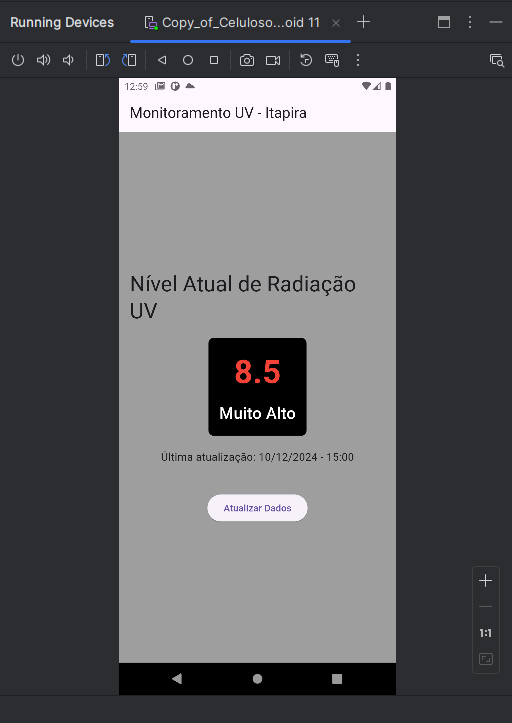 Running Devices
Copy_of_Celuloso...oid 11
12:59
Monitoramento UV - Itapira
Nível Atual de Radiação
UV
8.5
Muito Alto
Última atualização: 10/12/2024 - 15:00
Atualizar Dados
1:1